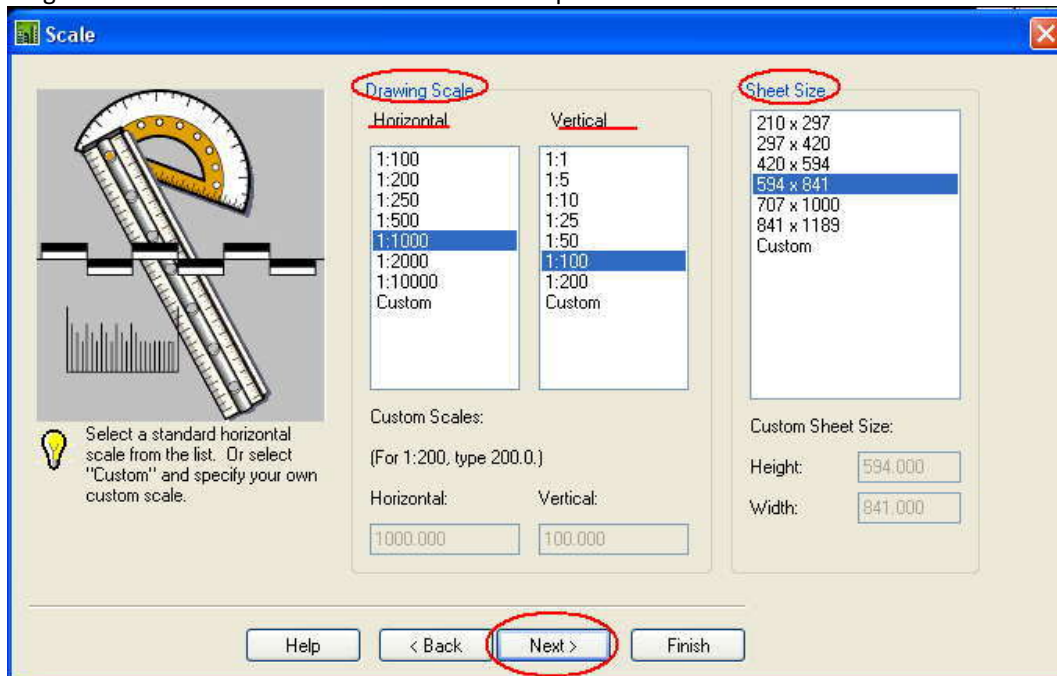 Scale
Drawing Scale
Horizontal
Vertical
1:100
1:200
1:250
1:500
1:1000
1:2000
1:10000
Custom
1:1
1:5
1:10
1:25
1:50
1:100
1:200
Custom
Custom Scales:
(For 1:200, type 200.0.)
Horizontal:
Vertical:
1000.000
100.000
Sheet Size
210 x 297
297 x 420
420 x 594
594 x 841
707 x 1000
841 x 1189
Custom
Custom Sheet Size:
Height:
594.000
Width:
841.000
Select a standard horizontal
scale from the list. Or select
"Custom" and specify your own
custom scale.
Help
< Back
Next >
Finish